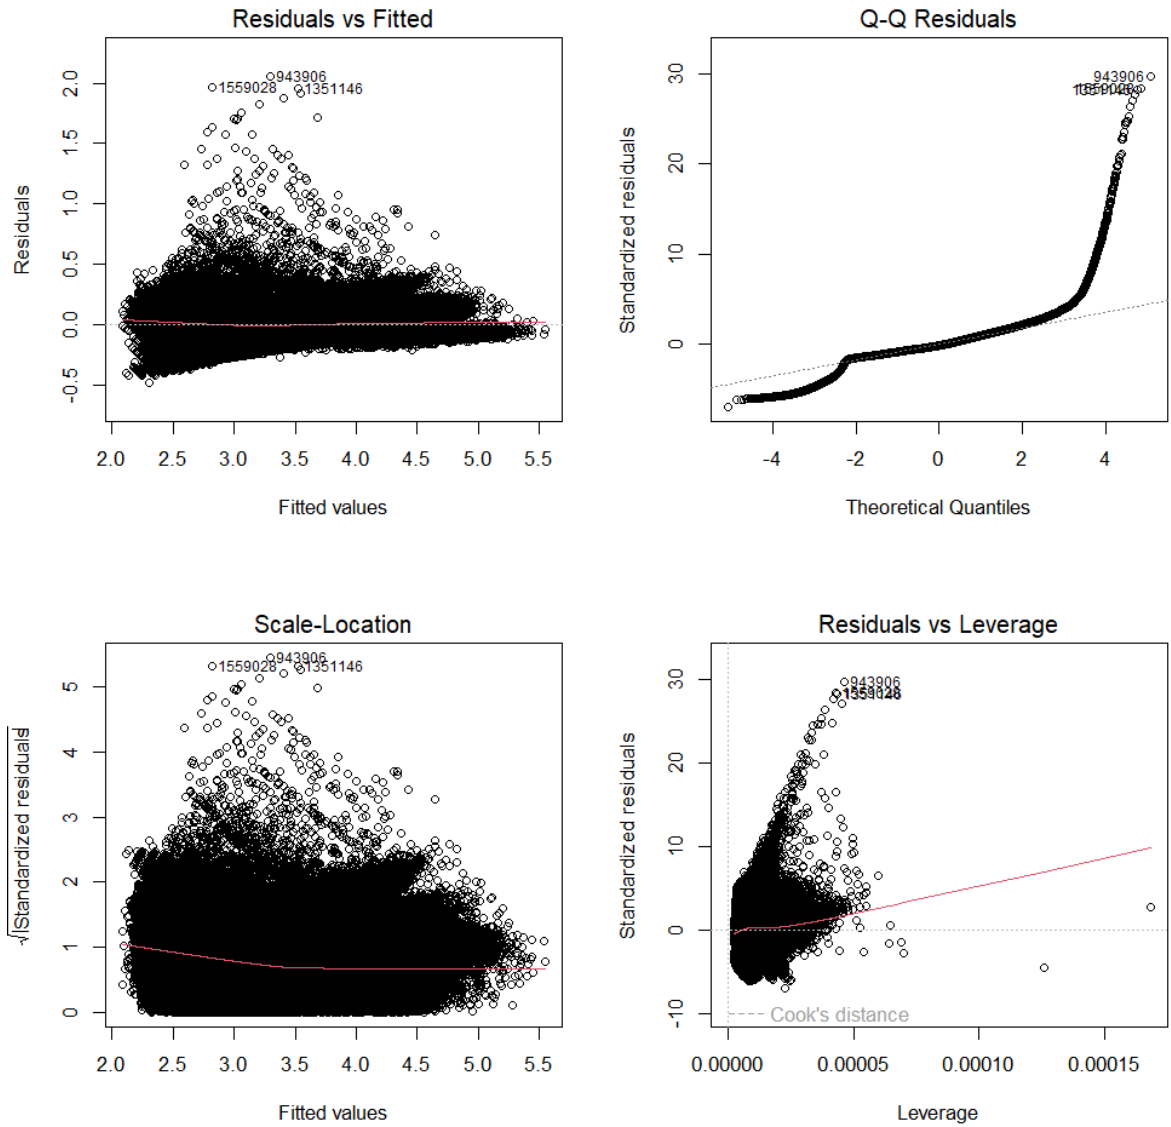 Residuals vs Fitted
Residuals
2.0
1.5
1.0
0.5
0.0
-0.5
943906
1559028
1351146
2.0 2.5 3.0 3.5 4.0 4.5 5.0 5.5
Fitted values
Q-Q Residuals
Standardized residuals
30
20
10
0
943906
1559028
1351146
-4 -2 0 2 4
Theoretical Quantiles
Scale-Location
√|Standardized residuals|
5
4
3
2
1
0
943906
1559028
1351146
2.0 2.5 3.0 3.5 4.0 4.5 5.0 5.5
Fitted values
Residuals vs Leverage
Standardized residuals
30
20
10
0
-10
943906
1559028
1351146
Cook's distance
0.00000 0.00005 0.00010 0.00015
Leverage